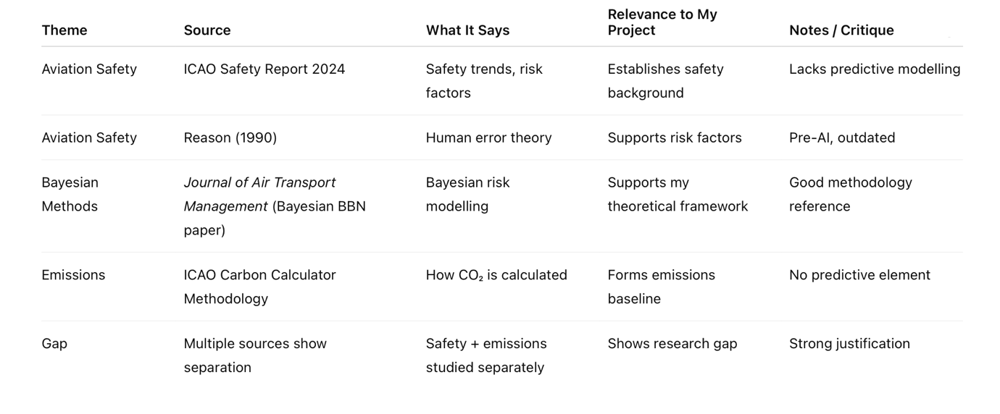 Theme Source What It Says Relevance to My Project Notes / Critique
Aviation Safety ICAO Safety Report 2024 Safety trends, risk factors Establishes safety background Lacks predictive modelling
Aviation Safety Reason (1990) Human error theory Supports risk factors Pre-AI, outdated
Bayesian Methods Journal of Air Transport Management (Bayesian BBN paper) Bayesian risk modelling Supports my theoretical framework Good methodology reference
Emissions ICAO Carbon Calculator Methodology How CO₂ is calculated Forms emissions baseline No predictive element
Gap Multiple sources show separation Safety + emissions studied separately Shows research gap Strong justification